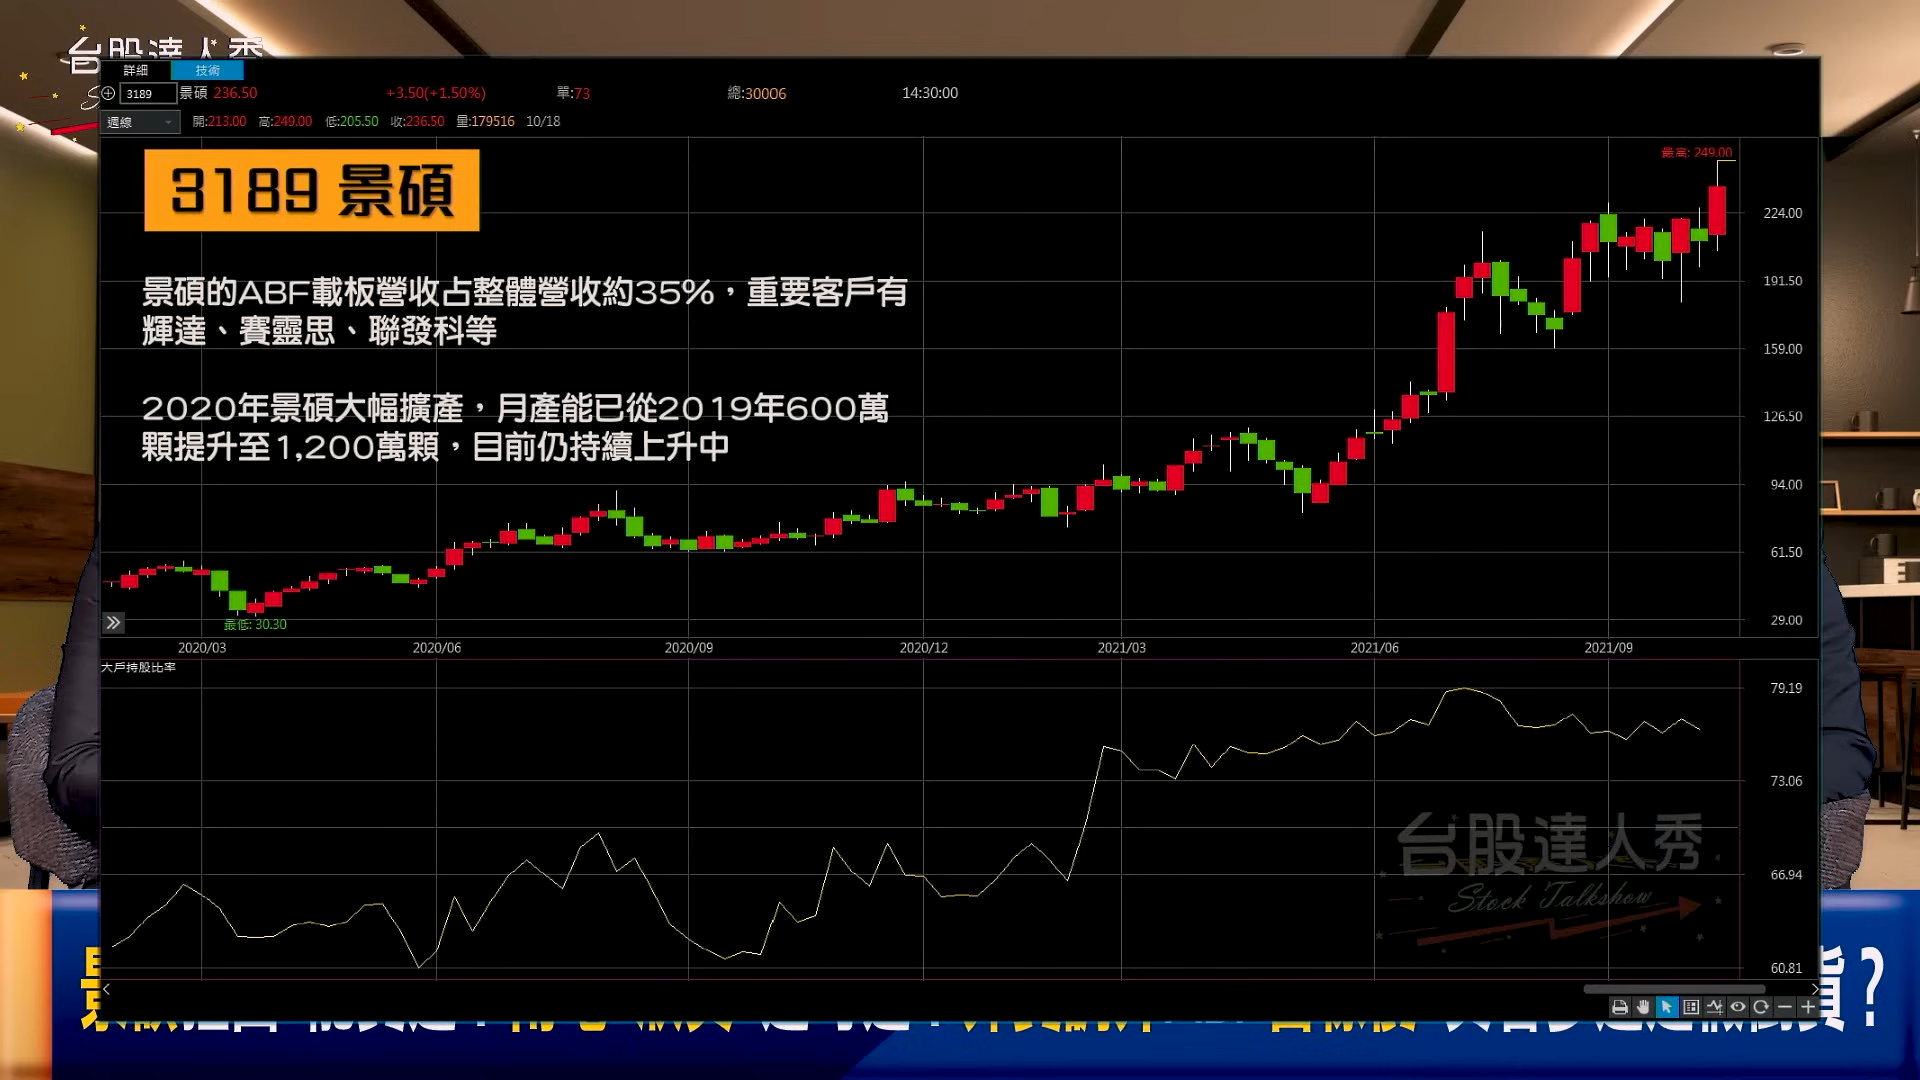 台股達人秀
詳細 技術
3189 景碩 236.50 +3.50(+1.50%) 單:73 總:30006 14:30:00
週線 開:213.00 高:249.00 低:205.50 收:236.50 量:179516 10/18
最高: 249.00
3189 景碩
景碩的ABF載板營收占整體營收約35%，重要客戶有
輝達、賽靈思、聯發科等
2020年景碩大幅擴產，月產能已從2019年600萬
顆提升至1,200萬顆，目前仍持續上升中
224.00
191.50
159.00
126.50
94.00
61.50
29.00
最低: 30.30
2020/03 2020/06 2020/09 2020/12 2021/03 2021/06 2021/09
大戶持股比率
79.19
73.06
66.94
60.81
台股達人秀
Stock Talkshow